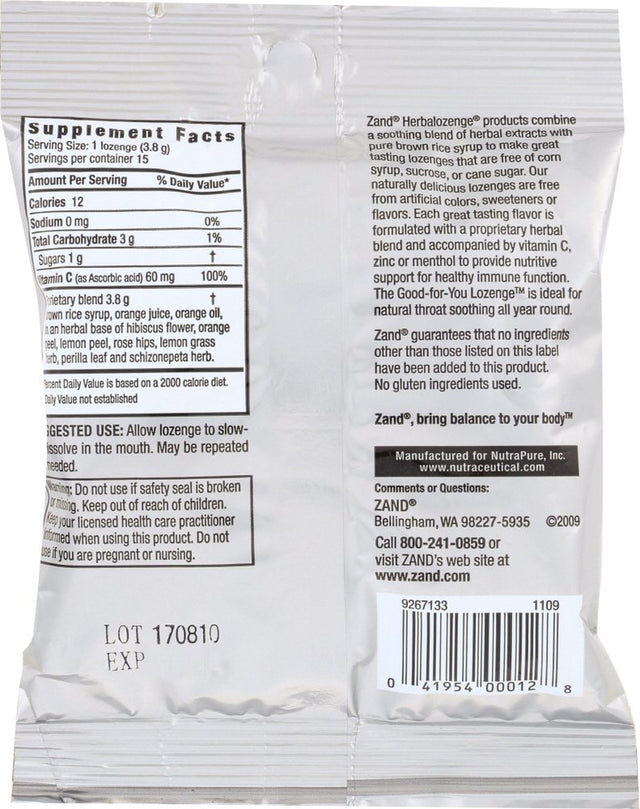 Supplement Facts
Serving Size: 1 lozenge (3.8 g)
Servings per container 15
Amount Per Serving % Daily Value*
Calories 12
Sodium 0 mg 0%
Total Carbohydrate 3 g 1%
Sugars 1 g †
Vitamin C (as Ascorbic acid) 60 mg 100%
rietary blend 3.8 g †
own rice syrup, orange juice, orange oil,
n an herbal base of hibiscus flower, orange
eel, lemon peel, rose hips, lemon grass
erb, perilla leaf and schizonepeta herb.
ercent Daily Value is based on a 2000 calorie diet.
Daily Value not established
GGESTED USE: Allow lozenge to slow-
issolve in the mouth. May be repeated
needed.
Warning: Do not use if safety seal is broken
or missing. Keep out of reach of children.
Keep your licensed health care practitioner
informed when using this product. Do not
use if you are pregnant or nursing.
LOT 170810
EXP
Zand® Herbalozenge® products combine
a soothing blend of herbal extracts with
pure brown rice syrup to make great
tasting lozenges that are free of corn
syrup, sucrose, or cane sugar. Our
naturally delicious lozenges are free
from artificial colors, sweeteners or
flavors. Each great tasting flavor is
formulated with a proprietary herbal
blend and accompanied by vitamin C,
zinc or menthol to provide nutritive
support for healthy immune function.
The Good-for-You Lozenge™ is ideal for
natural throat soothing all year round.
Zand® guarantees that no ingredients
other than those listed on this label
have been added to this product.
No gluten ingredients used.
Zand®, bring balance to your body™
Manufactured for NutraPure, Inc.
www.nutraceutical.com
Comments or Questions:
ZAND®
Bellingham, WA 98227-5935 ©2009
Call 800-241-0859 or
visit ZAND's web site at
www.zand.com
9267133 1109
0 41954 00012 8